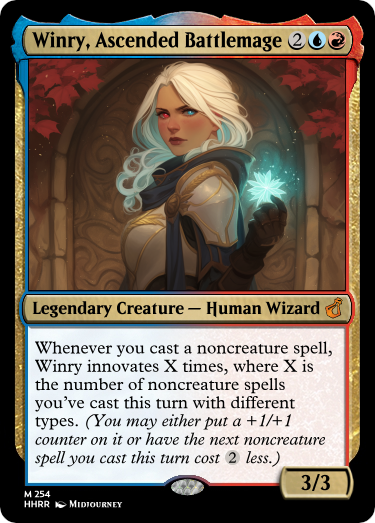 Winry, Ascended Battlemage 2
Legendary Creature — Human Wizard
Whenever you cast a noncreature spell,
Winry innovates X times, where X is
the number of noncreature spells
you've cast this turn with different
types. (You may either put a +1/+1
counter on it or have the next noncreature
spell you cast this turn cost 2 less.)
3/3
M 254
HHRR Midjourney